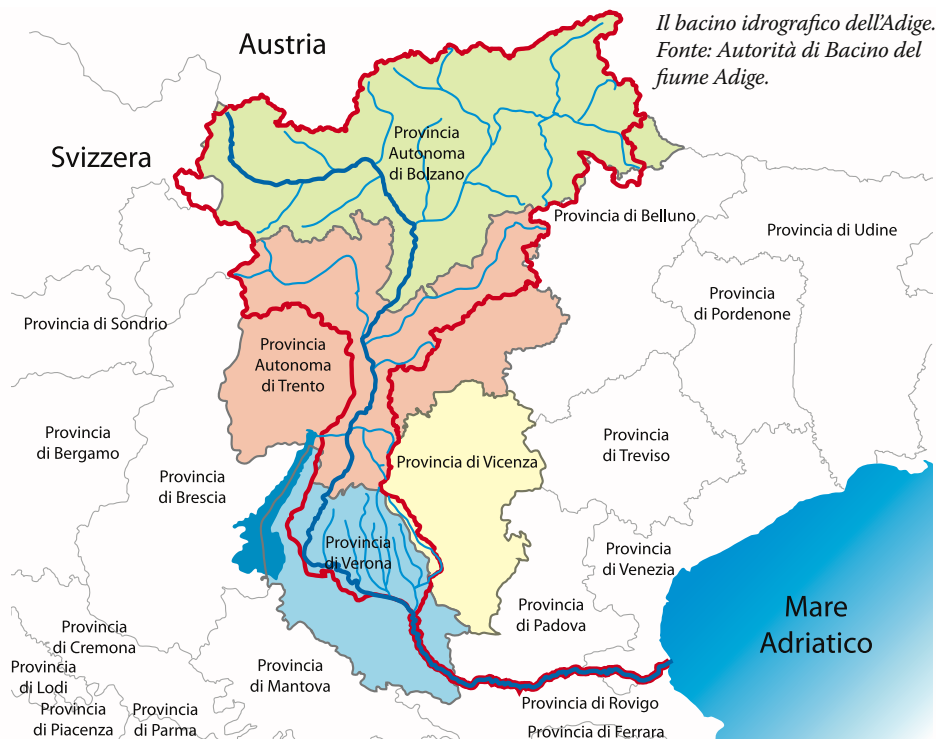 Il bacino idrografico dell'Adige.
Fonte: Autorità di Bacino del
fiume Adige.
Austria
Svizzera
Provincia
Autonoma
di Bolzano
Provincia di Belluno
Provincia di Udine
Provincia
di Pordenone
Provincia di Sondrio
Provincia
Autonoma
di Trento
Provincia
di Bergamo
Provincia
di Treviso
Provincia di Vicenza
Provincia
di Brescia
Provincia
di Verona
Provincia
di Venezia
Provincia
di Padova
Mare
Adriatico
Provincia
di Cremona
Provincia
di Lodi
Provincia
di Mantova
Provincia
di Piacenza
Provincia
di Parma
Provincia di Rovigo
Provincia di Ferrara